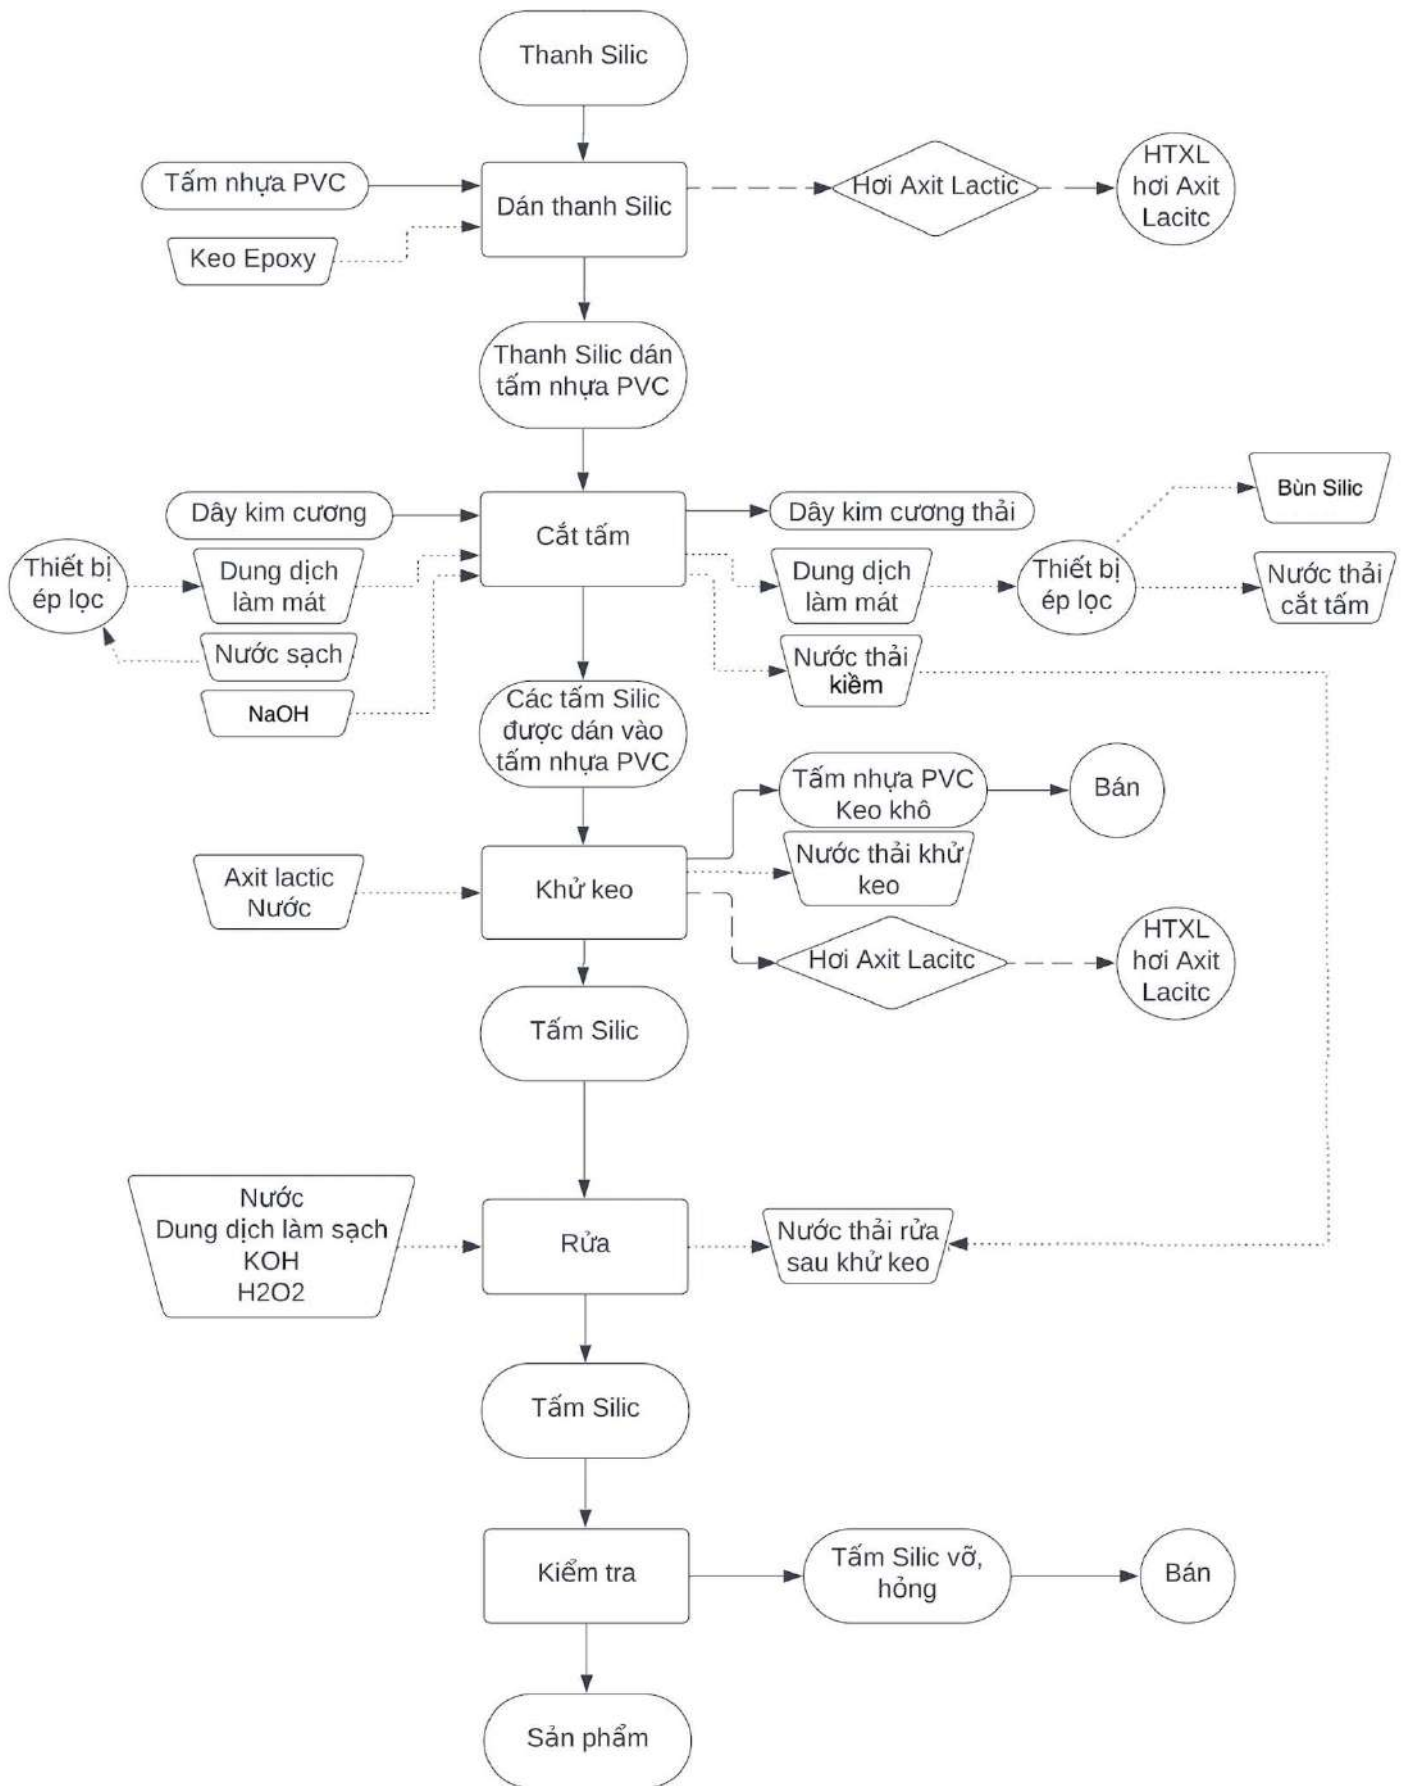 Thanh Silic
Tấm nhựa PVC
Keo Epoxy
Dán thanh Silic
Hơi Axit Lactic
HTXL
hơi Axit
Lacitc
Thanh Silic dán
tấm nhựa PVC
Dây kim cương
Thiết bị
ép lọc
Dung dịch
làm mát
Nước sạch
NaOH
Cắt tấm
Dây kim cương thải
Dung dịch
làm mát
Nước thải
kiềm
Thiết bị
ép lọc
Bùn Silic
Nước thải
cắt tấm
Các tấm Silic
được dán vào
tấm nhựa PVC
Axit lactic
Nước
Khử keo
Tấm nhựa PVC
Keo khô
Bán
Nước thải khử
keo
Hơi Axit Lacitc
HTXL
hơi Axit
Lacitc
Tấm Silic
Nước
Dung dịch làm sạch
KOH
H2O2
Rửa
Nước thải rửa
sau khử keo
Tấm Silic
Kiểm tra
Tấm Silic vỡ,
hỏng
Bán
Sản phẩm